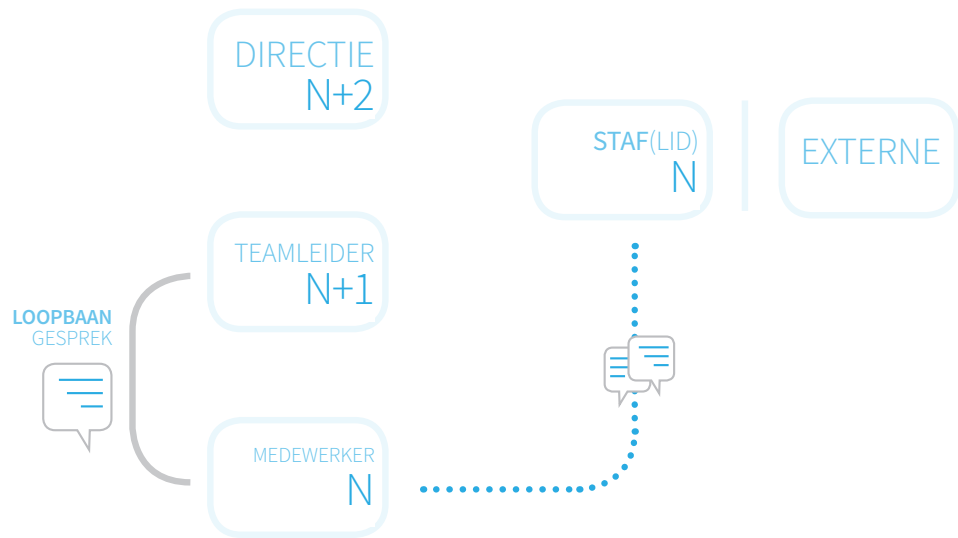 DIRECTIE
N+2
STAF(LID)
N
EXTERNE
TEAMLEIDER
N+1
LOOPBAAN
GESPREK
MEDEWERKER
N